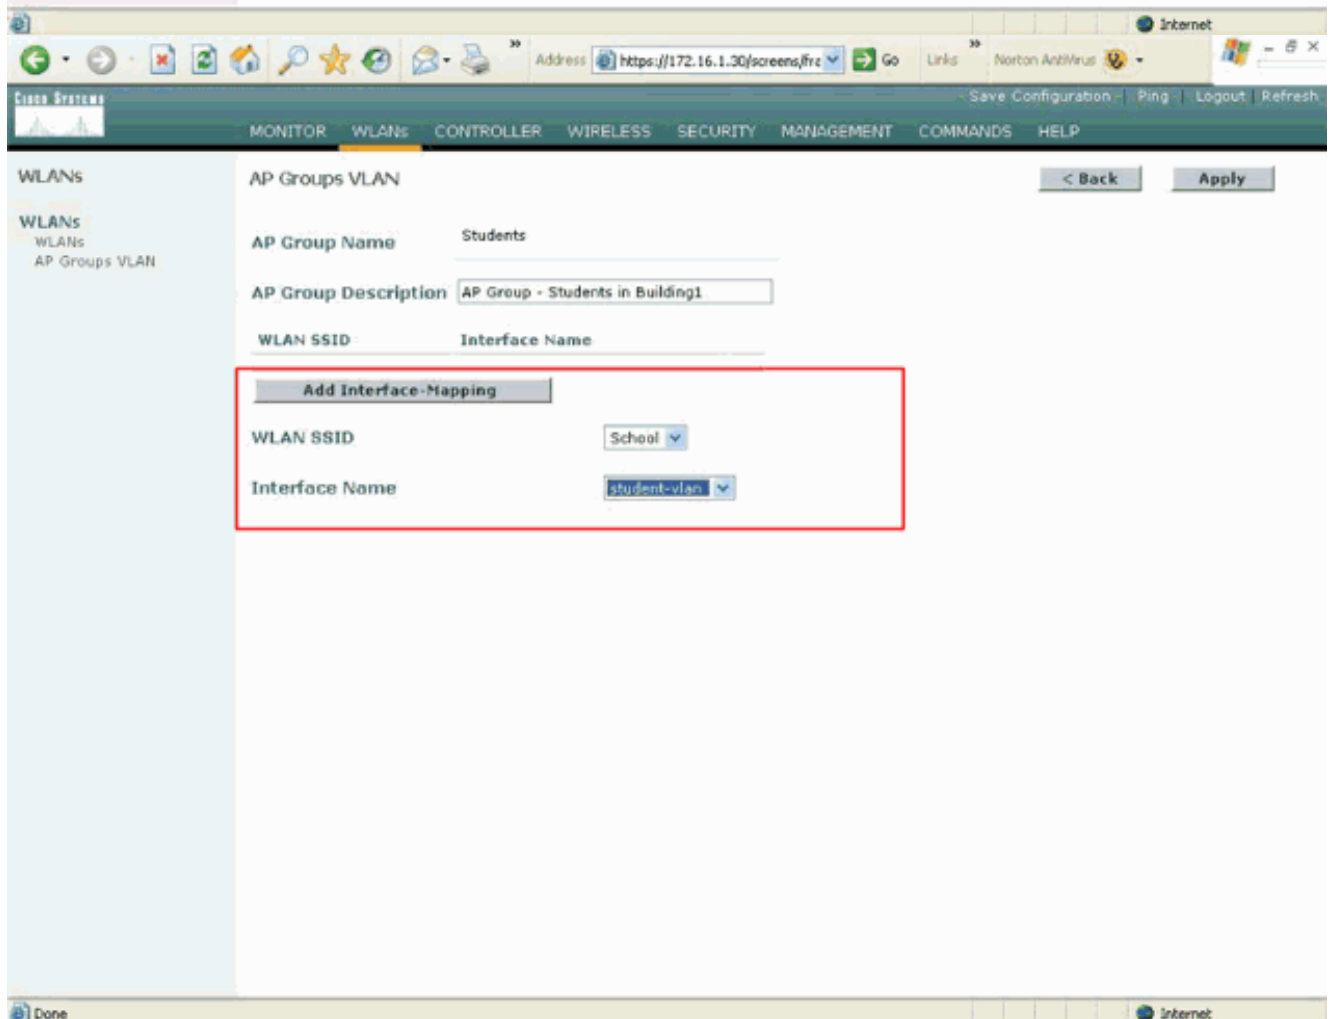 Internet
Address https://172.16.1.30/screens/fra Go Links Norton AntiVirus
Cisco Systems
Save Configuration | Ping | Logout | Refresh
MONITOR WLANs CONTROLLER WIRELESS SECURITY MANAGEMENT COMMANDS HELP
WLANs
WLANs
WLANs
AP Groups VLAN
AP Groups VLAN
< Back Apply
AP Group Name Students
AP Group Description AP Group - Students in Building1
WLAN SSID Interface Name
Add Interface-Mapping
WLAN SSID School
Interface Name student-vlan
Done Internet